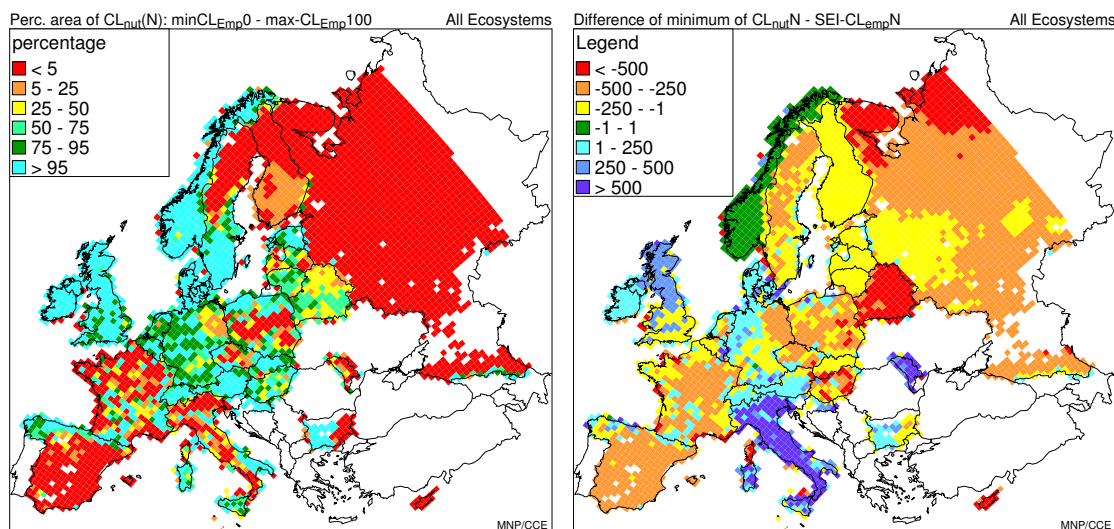 Perc. area of CLnut(N): minCLEmp0 - max-CLEmp100 All Ecosystems
percentage
< 5
5 - 25
25 - 50
50 - 75
75 - 95
> 95
MNP/CCE
Difference of minimum of CLnutN - SEI-CLempN All Ecosystems
Legend
< -500
-500 - -250
-250 - -1
-1 - 1
1 - 250
250 - 500
> 500
MNP/CCE